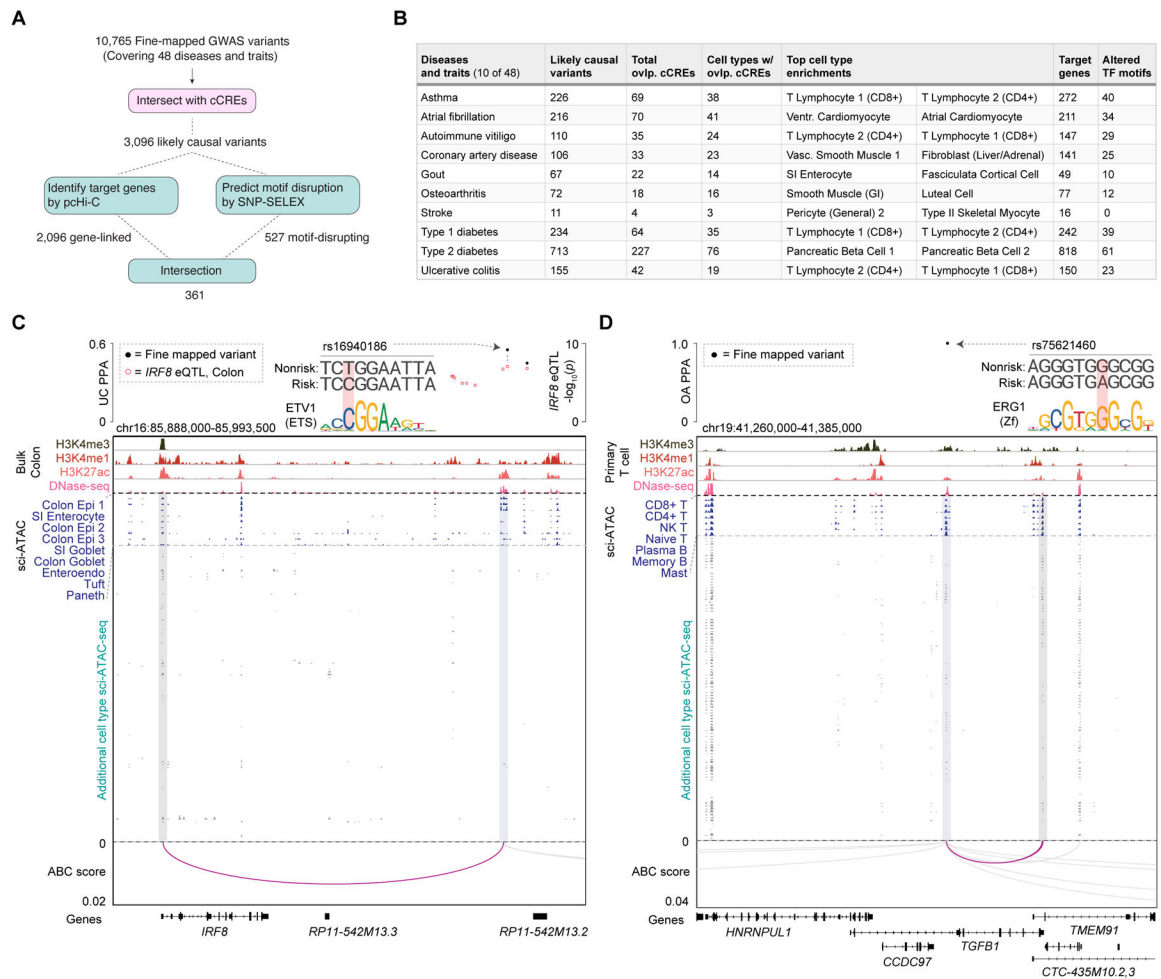 A
10,765 Fine-mapped GWAS variants
(Covering 48 diseases and traits)
Intersect with cCREs
3,096 likely causal variants
Identify target genes
by pcHi-C
Predict motif disruption
by SNP-SELEX
2,096 gene-linked
527 motif-disrupting
Intersection
361
B
Diseases and traits (10 of 48) Likely causal variants Total ovlp. cCREs Cell types w/ ovlp. cCREs Top cell type enrichments Target genes Altered TF motifs
Asthma 226 69 38 T Lymphocyte 1 (CD8+) T Lymphocyte 2 (CD4+) 272 40
Atrial fibrillation 216 70 41 Ventr. Cardiomyocyte Atrial Cardiomyocyte 211 34
Autoimmune vitiligo 110 35 24 T Lymphocyte 2 (CD4+) T Lymphocyte 1 (CD8+) 147 29
Coronary artery disease 106 33 23 Vasc. Smooth Muscle 1 Fibroblast (Liver/Adrenal) 141 25
Gout 67 22 14 SI Enterocyte Fasciculata Cortical Cell 49 10
Osteoarthritis 72 18 16 Smooth Muscle (GI) Luteal Cell 77 12
Stroke 11 4 3 Pericyte (General) 2 Type II Skeletal Myocyte 16 0
Type 1 diabetes 234 64 35 T Lymphocyte 1 (CD8+) T Lymphocyte 2 (CD4+) 242 39
Type 2 diabetes 713 227 76 Pancreatic Beta Cell 1 Pancreatic Beta Cell 2 818 61
Ulcerative colitis 155 42 19 T Lymphocyte 2 (CD4+) T Lymphocyte 1 (CD8+) 150 23
C
0.6
UC PPA
0
= Fine mapped variant
= IRF8 eQTL, Colon
rs16940186
Nonrisk: TCTGGAATTA
Risk: TCCGGAATTA
ETV1
(ETS)
10
IRF8 eQTL
-log10(p)
0
chr16:85,888,000-85,993,500
Bulk
Colon
H3K4me3
H3K4me1
H3K27ac
DNase-seq
sci-ATAC
Colon Epi 1
SI Enterocyte
Colon Epi 2
Colon Epi 3
SI Goblet
Colon Goblet
Enteroendo
Tuft
Paneth
Additional cell type sci-ATAC-seq
0
ABC score
0.02
Genes
IRF8
RP11-542M13.3
RP11-542M13.2
D
1.0
OA PPA
0
= Fine mapped variant
rs75621460
Nonrisk: AGGGTGGGCGG
Risk: AGGGTGAGCGG
ERG1
(Zf)
chr19:41,260,000-41,385,000
Primary
T cell
H3K4me3
H3K4me1
H3K27ac
DNase-seq
sci-ATAC
CD8+ T
CD4+ T
NK T
Naive T
Plasma B
Memory B
Mast
Additional cell type sci-ATAC-seq
0
ABC score
0.04
Genes
HNRNPUL1
TMEM91
CCDC97
TGFB1
CTC-435M10.2,3